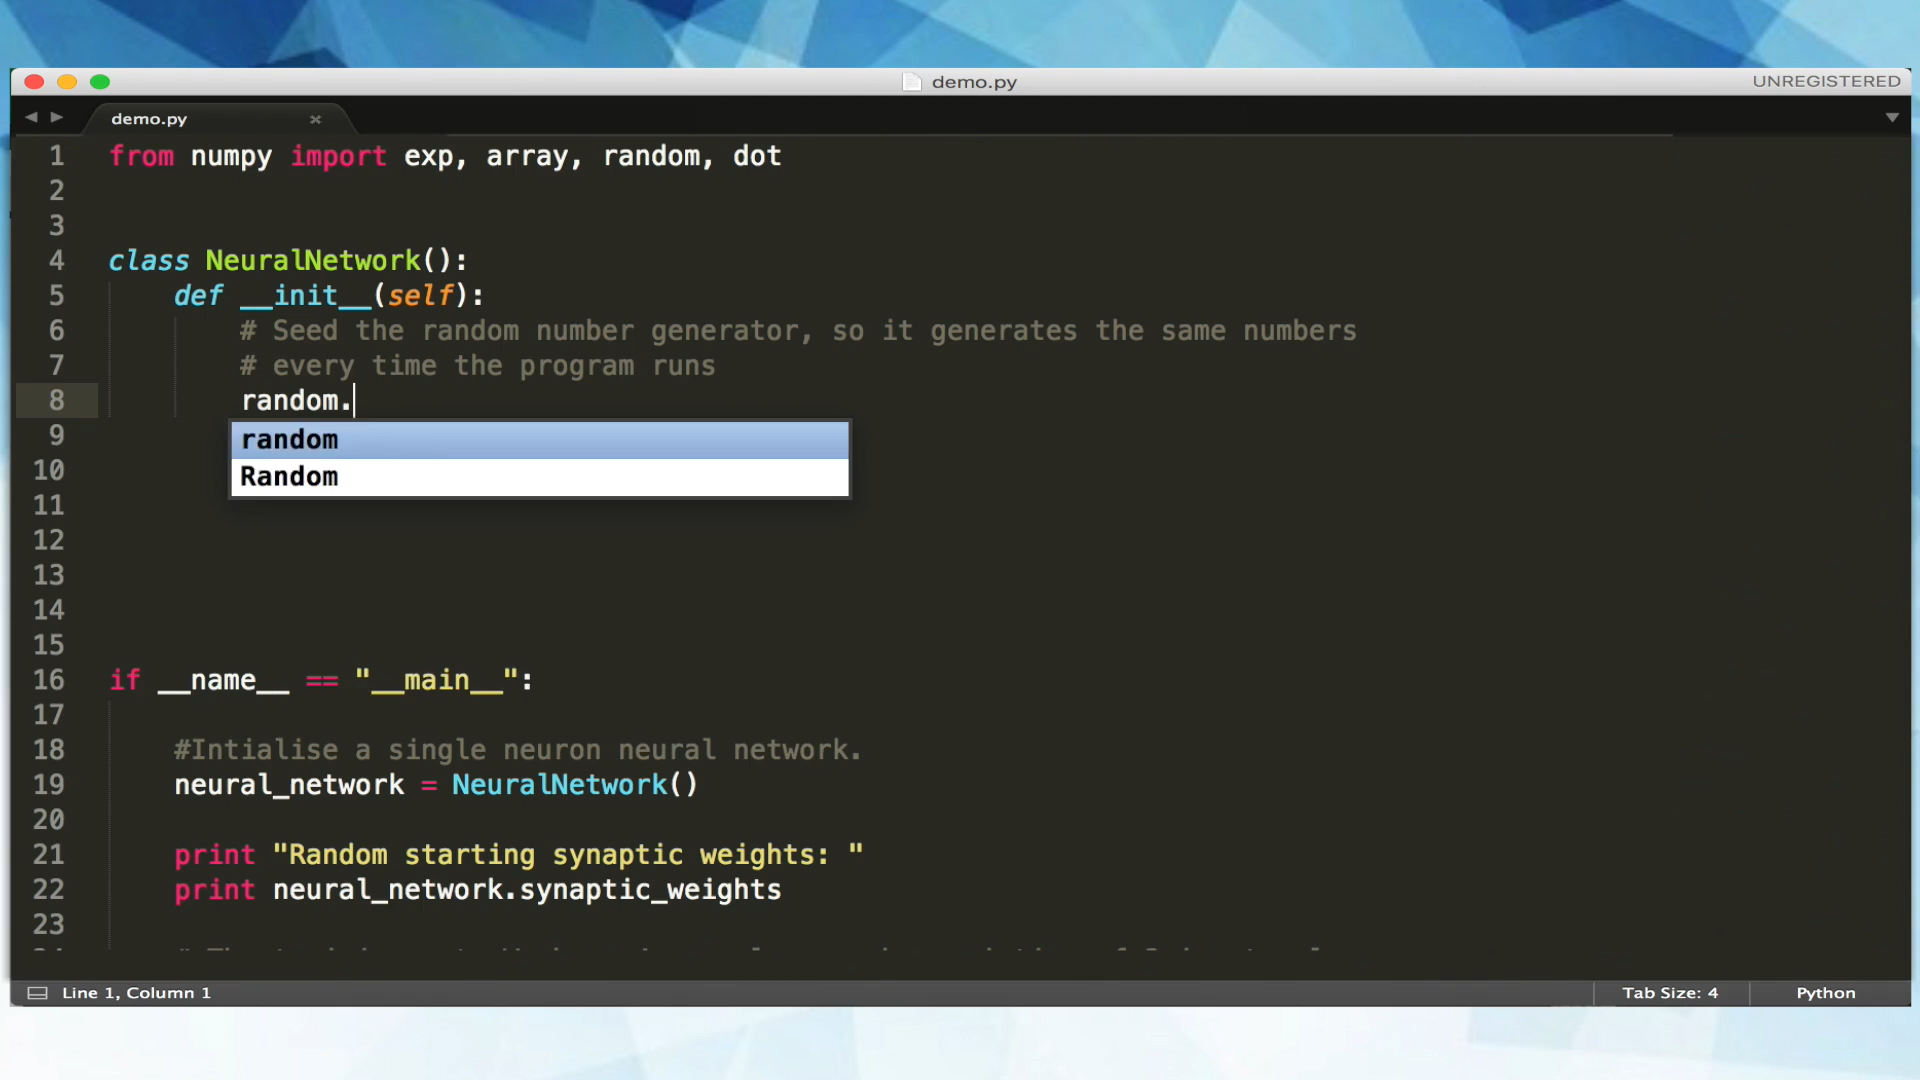 demo.py
UNREGISTERED
demo.py
1 from numpy import exp, array, random, dot
2
3
4 class NeuralNetwork():
5 def __init__(self):
6 # Seed the random number generator, so it generates the same numbers
7 # every time the program runs
8 random.
9 random
10 Random
11
12
13
14
15
16 if __name__ == "__main__":
17
18 #Intialise a single neuron neural network.
19 neural_network = NeuralNetwork()
20
21 print "Random starting synaptic weights: "
22 print neural_network.synaptic_weights
23
Line 1, Column 1
Tab Size: 4
Python